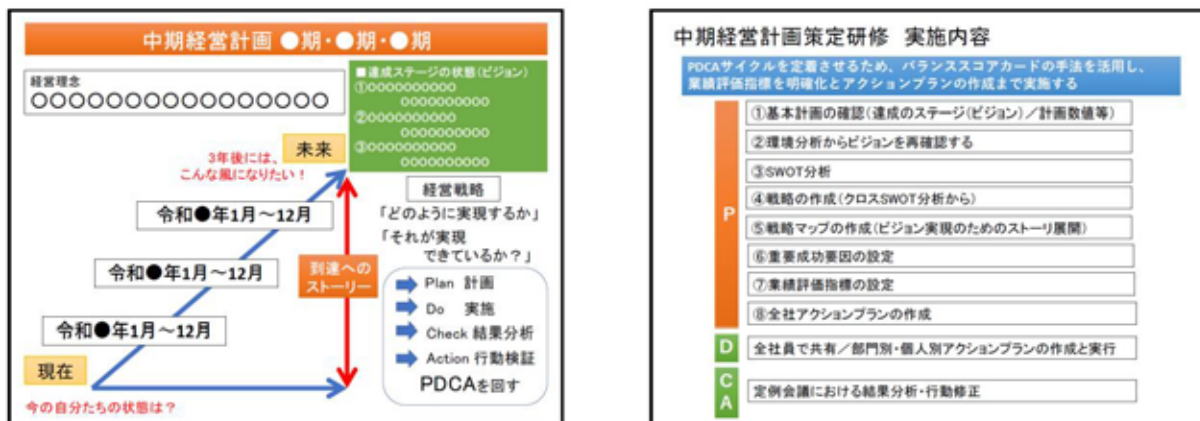 中期経営計画 ●期・●期・●期
経営理念
〇〇〇〇〇〇〇〇〇〇〇〇〇〇〇〇
■達成ステージの状態(ビジョン)
①〇〇〇〇〇〇〇〇〇〇
〇〇〇〇〇〇〇〇〇〇
②〇〇〇〇〇〇〇〇〇〇
〇〇〇〇〇〇〇〇〇〇
③〇〇〇〇〇〇〇〇〇〇
〇〇〇〇〇〇〇〇〇〇
3年後には、
こんな風になりたい!
未来
令和●年1月~12月
令和●年1月~12月
令和●年1月~12月
現在
今の自分たちの状態は?
到達への
ストーリー
経営戦略
「どのように実現するか」
「それが実現
できているか?」
Plan 計画
Do 実施
Check 結果分析
Action 行動検証
PDCAを回す
中期経営計画策定研修 実施内容
PDCAサイクルを定着させるため、バランススコアカードの手法を活用し、
業績評価指標を明確化とアクションプランの作成まで実施する
P
①基本計画の確認(達成のステージ(ビジョン)/計画数値等)
②環境分析からビジョンを再確認する
③SWOT分析
④戦略の作成(クロスSWOT分析から)
⑤戦略マップの作成(ビジョン実現のためのストーリ展開)
⑥重要成功要因の設定
⑦業績評価指標の設定
⑧全社アクションプランの作成
D
全社員で共有/部門別・個人別アクションプランの作成と実行
C
A
定例会議における結果分析・行動修正